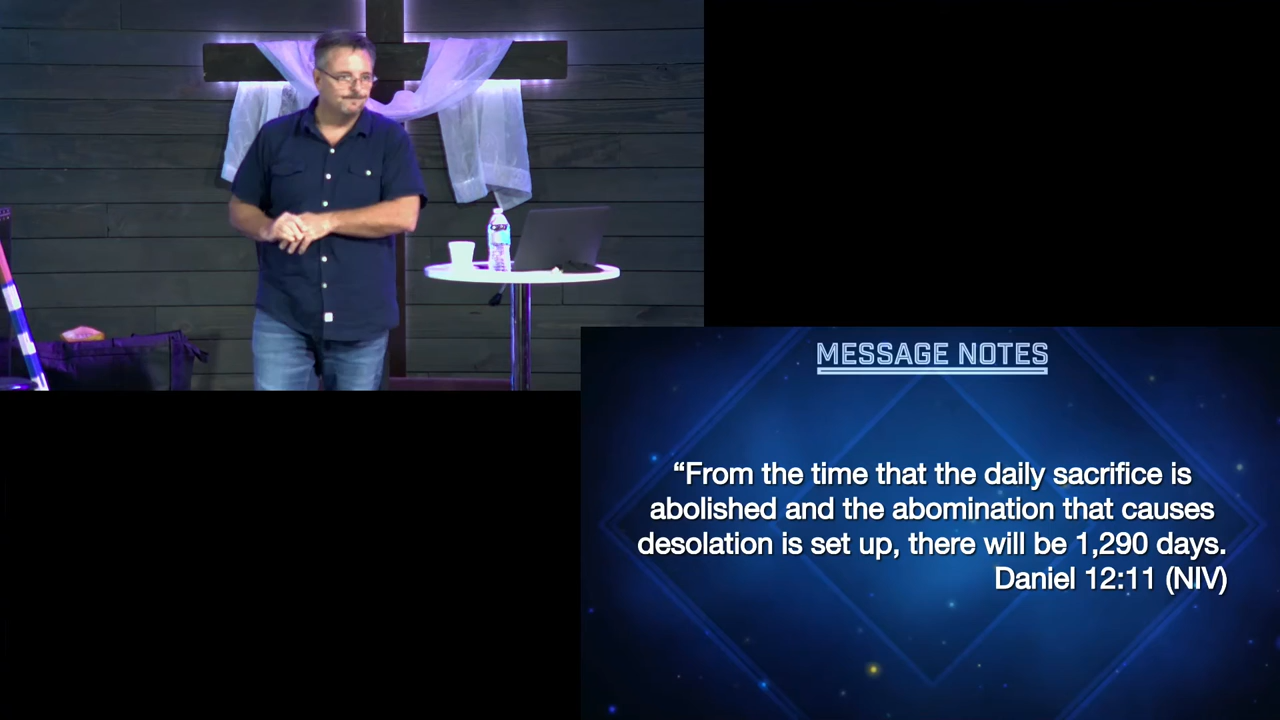 MESSAGE NOTES
“From the time that the daily sacrifice is
abolished and the abomination that causes
desolation is set up, there will be 1,290 days.
Daniel 12:11 (NIV)